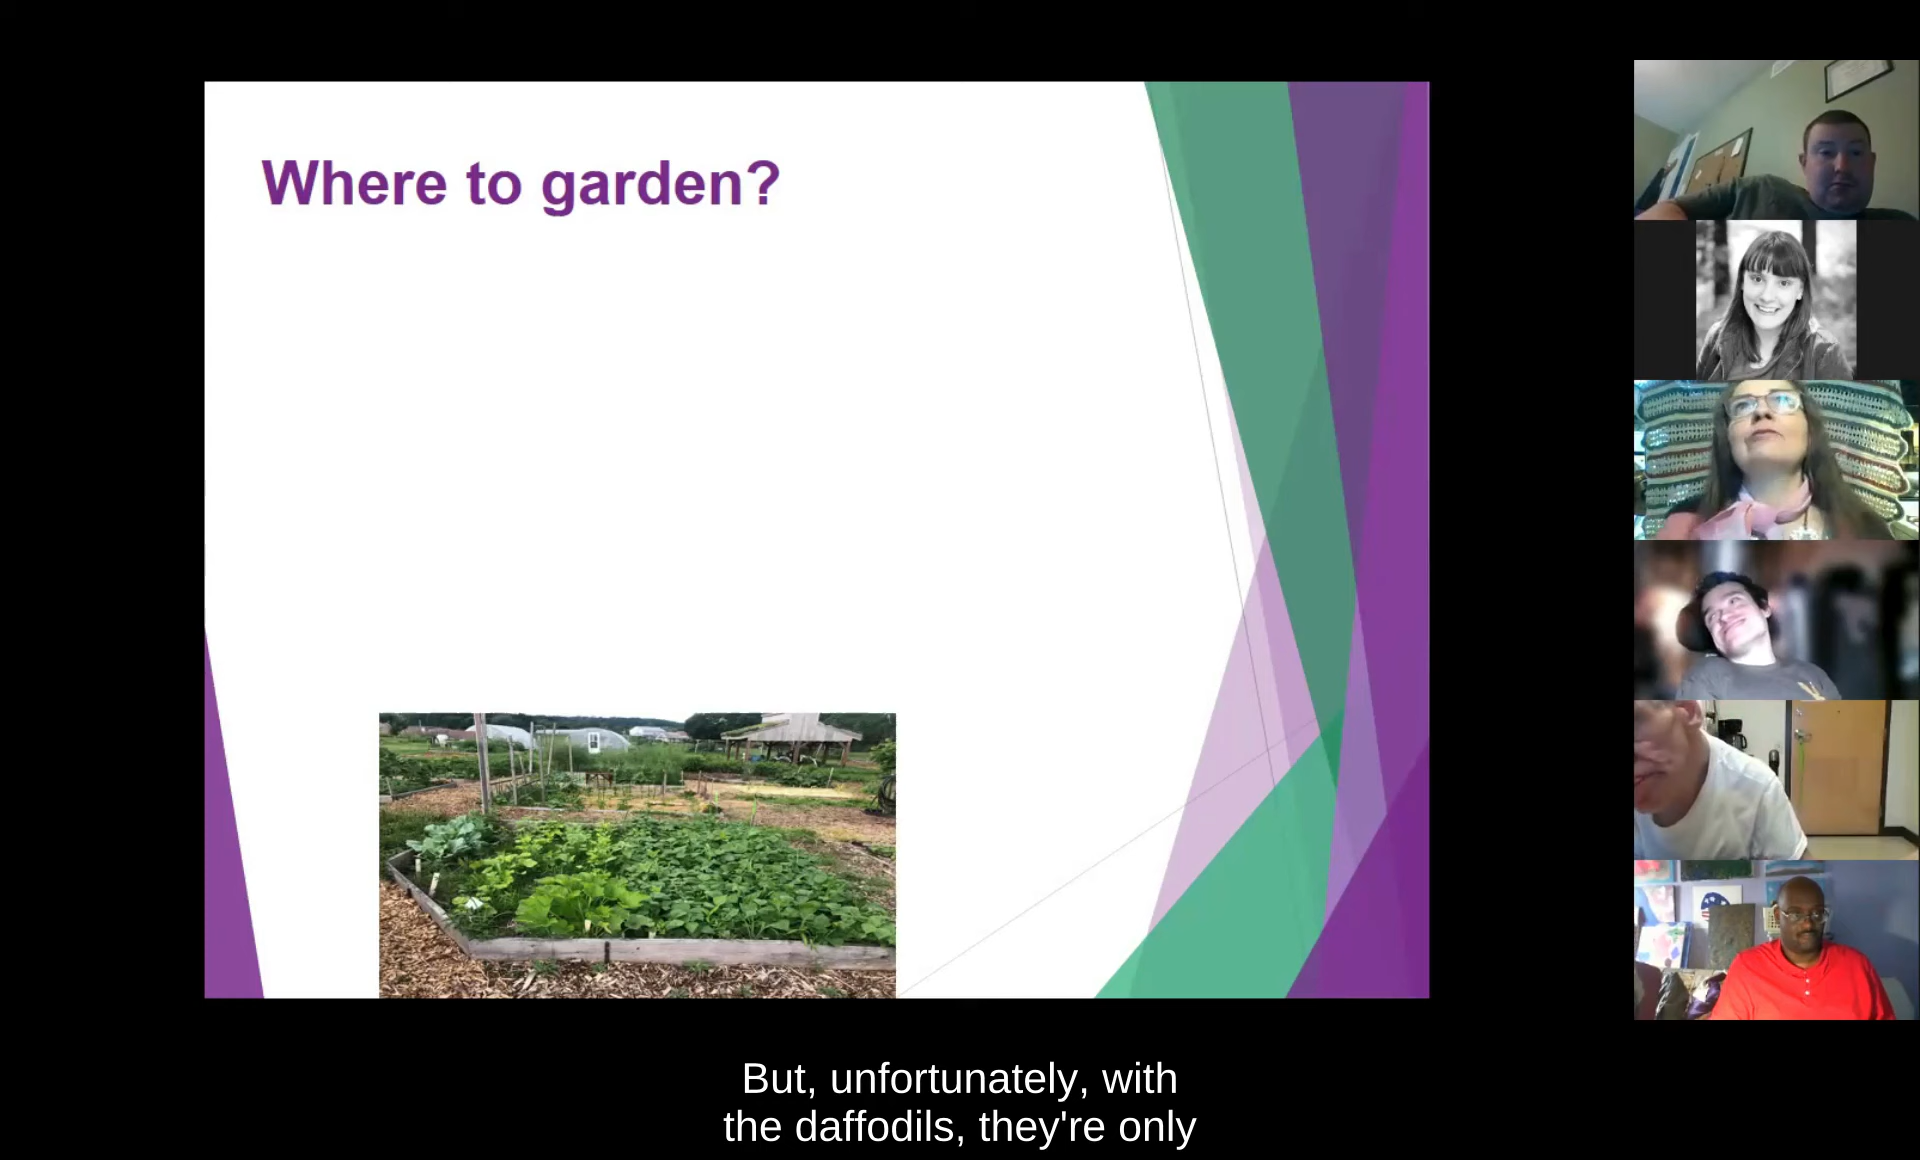 Where to garden?
But, unfortunately, with
the daffodils, they're only